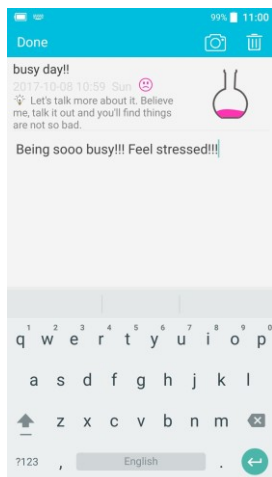 99% 11:00
Done
busy day!!
2017-10-08 10:59 Sun
Let's talk more about it. Believe
me, talk it out and you'll find things
are not so bad.
Being sooo busy!!! Feel stressed!!!
1 2 3 4 5 6 7 8 9 0
q w e r t y u i o p
a s d f g h j k l
z x c v b n m
?123 , English .